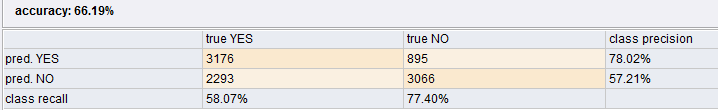 accuracy: 66.19%
true YES true NO class precision
pred. YES 3176 895 78.02%
pred. NO 2293 3066 57.21%
class recall 58.07% 77.40%